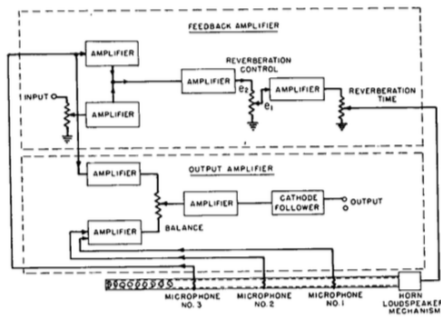 FEEDBACK AMPLIFIER
AMPLIFIER
REVERBERATION
CONTROL
INPUT
AMPLIFIER
e2
e1
AMPLIFIER
REVERBERATION
TIME
AMPLIFIER
OUTPUT AMPLIFIER
AMPLIFIER
AMPLIFIER
CATHODE
FOLLOWER
OUTPUT
AMPLIFIER
BALANCE
MICROPHONE
NO. 3
MICROPHONE
NO. 2
MICROPHONE
NO. 1
HORN
LOUDSPEAKER
MECHANISM